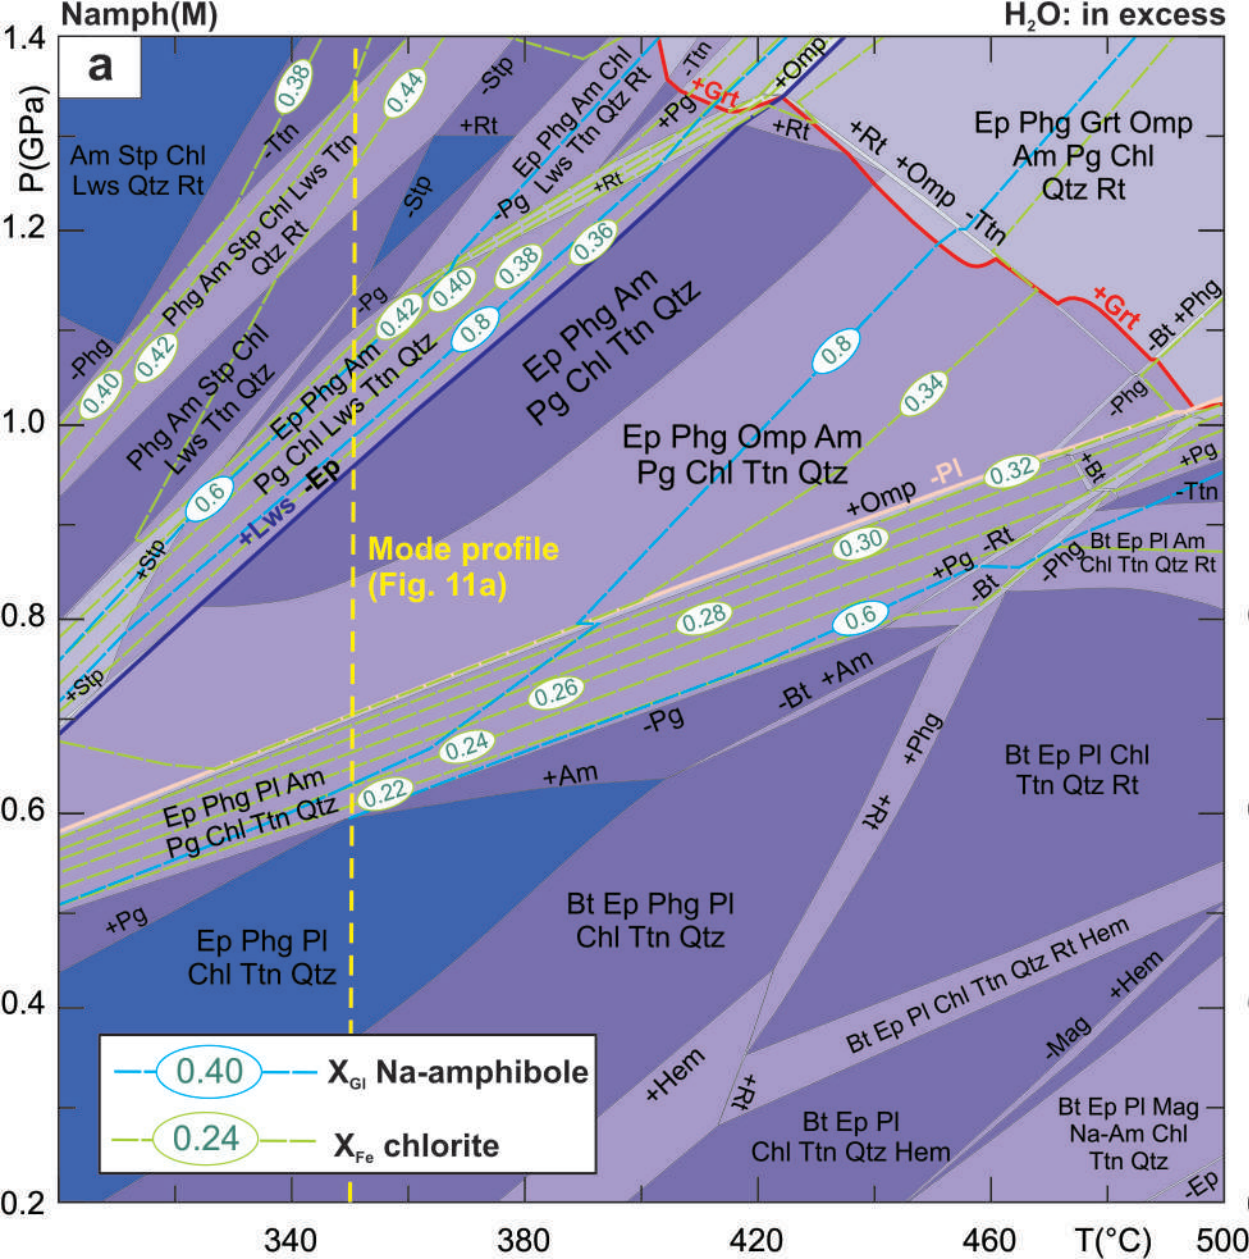 Namph(M)
H₂O: in excess
a
1.4
1.2
1.0
0.8
0.6
0.4
0.2
P(GPa)
Am Stp Chl
Lws Qtz Rt
0.38
-Ttn
0.44
-Stp
+Rt
-Stp
Phg Am Stp Chl Lws Ttn
Qtz Rt
Ep Phg Am Chl
Lws Ttn Qtz Rt
-Ttn
+Pg
+Grt
+Omp
+Rt
+Rt
-Pg
+Rt +Omp
-Ttn
Ep Phg Grt Omp
Am Pg Chl
Qtz Rt
-Phg
0.40
0.42
-Pg
0.42
0.40
0.38
0.36
0.8
Phg Am Stp Chl
Lws Ttn Qtz
Ep Phg Am
Pg Chl Lws Ttn Qtz
Ep Phg Am
Pg Chl Ttn Qtz
0.8
0.34
+Grt
-Bt +Phg
-Phg
0.6
+Lws -Ep
+Stp
+Stp
Ep Phg Omp Am
Pg Chl Ttn Qtz
+Omp
-Pl
0.32
+Bt
+Pg
-Ttn
Mode profile
(Fig. 11a)
0.30
+Pg -Rt
-Bt
-Phg
Bt Ep Pl Am
Chl Ttn Qtz Rt
0.28
0.6
0.26
0.24
0.22
-Pg
-Bt +Am
+Am
+Phg
+Rt
Ep Phg Pl Am
Pg Chl Ttn Qtz
Bt Ep Pl Chl
Ttn Qtz Rt
+Pg
Ep Phg Pl
Chl Ttn Qtz
Bt Ep Phg Pl
Chl Ttn Qtz
Bt Ep Pl Chl Ttn Qtz Rt Hem
+Hem
-Mag
+Hem
+Rt
Bt Ep Pl
Chl Ttn Qtz Hem
Bt Ep Pl Mag
Na-Am Chl
Ttn Qtz
-Ep
0.40 X_Gl Na-amphibole
0.24 X_Fe chlorite
340 380 420 460 T(°C) 500